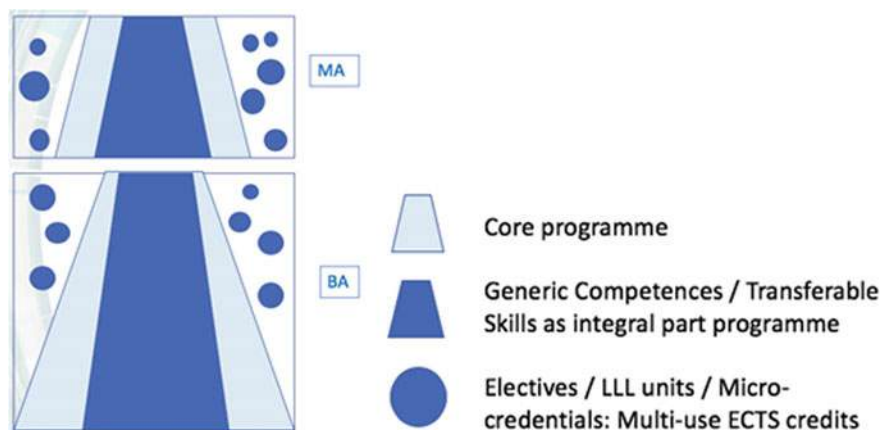 MA
BA
Core programme
Generic Competences / Transferable
Skills as integral part programme
Electives / LLL units / Micro-
credentials: Multi-use ECTS credits